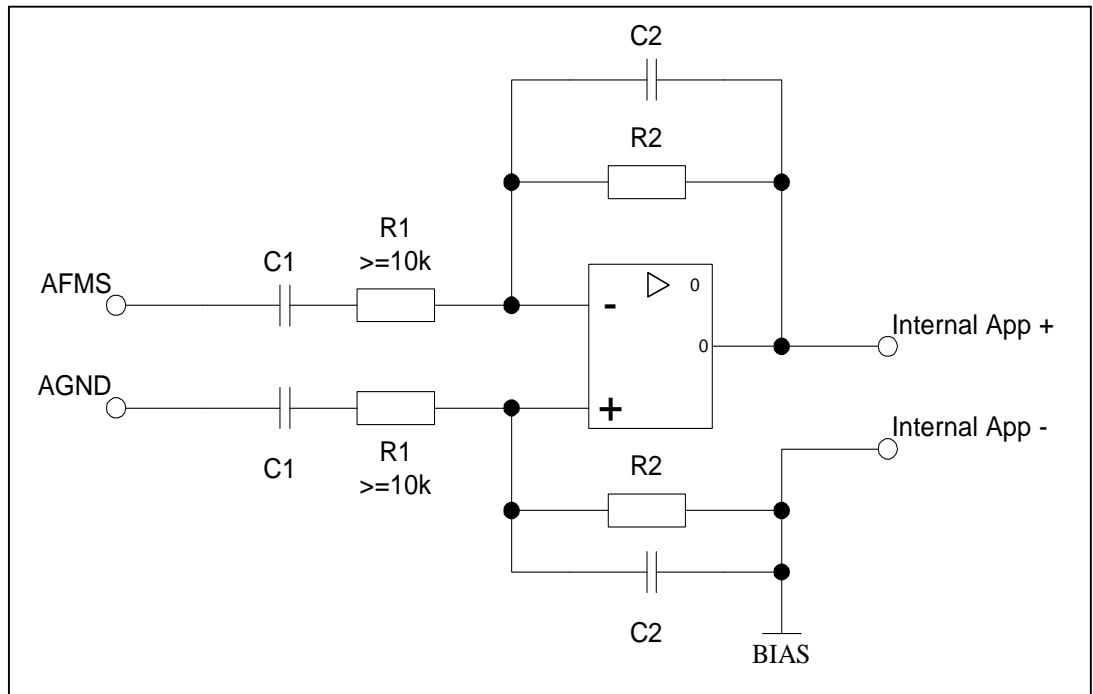 C2
R2
R1
>=10k
C1
AFMS
-
0
0
Internal App +
AGND
+
Internal App -
C1
R1
>=10k
R2
C2
BIAS